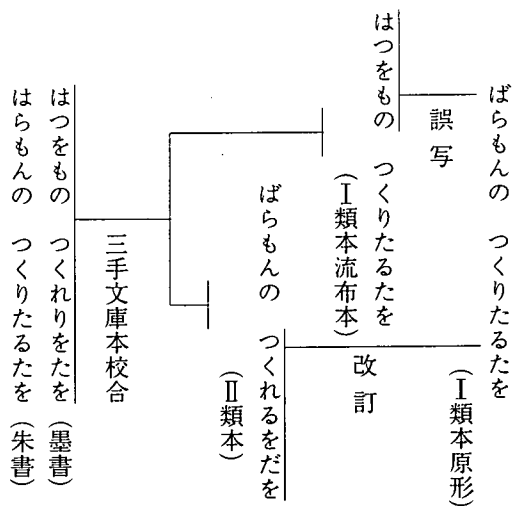 ばらもんの　つくりたるたを
（Ⅰ類本原形）
誤写
改訂
はつをもの　つくりたるたを
（Ⅰ類本流布本）
ばらもんの　つくれるをだを
（Ⅱ類本）
三手文庫本校合
はつをもの　つくれりをたを（墨書）
はらもんの　つくりたるたを（朱書）